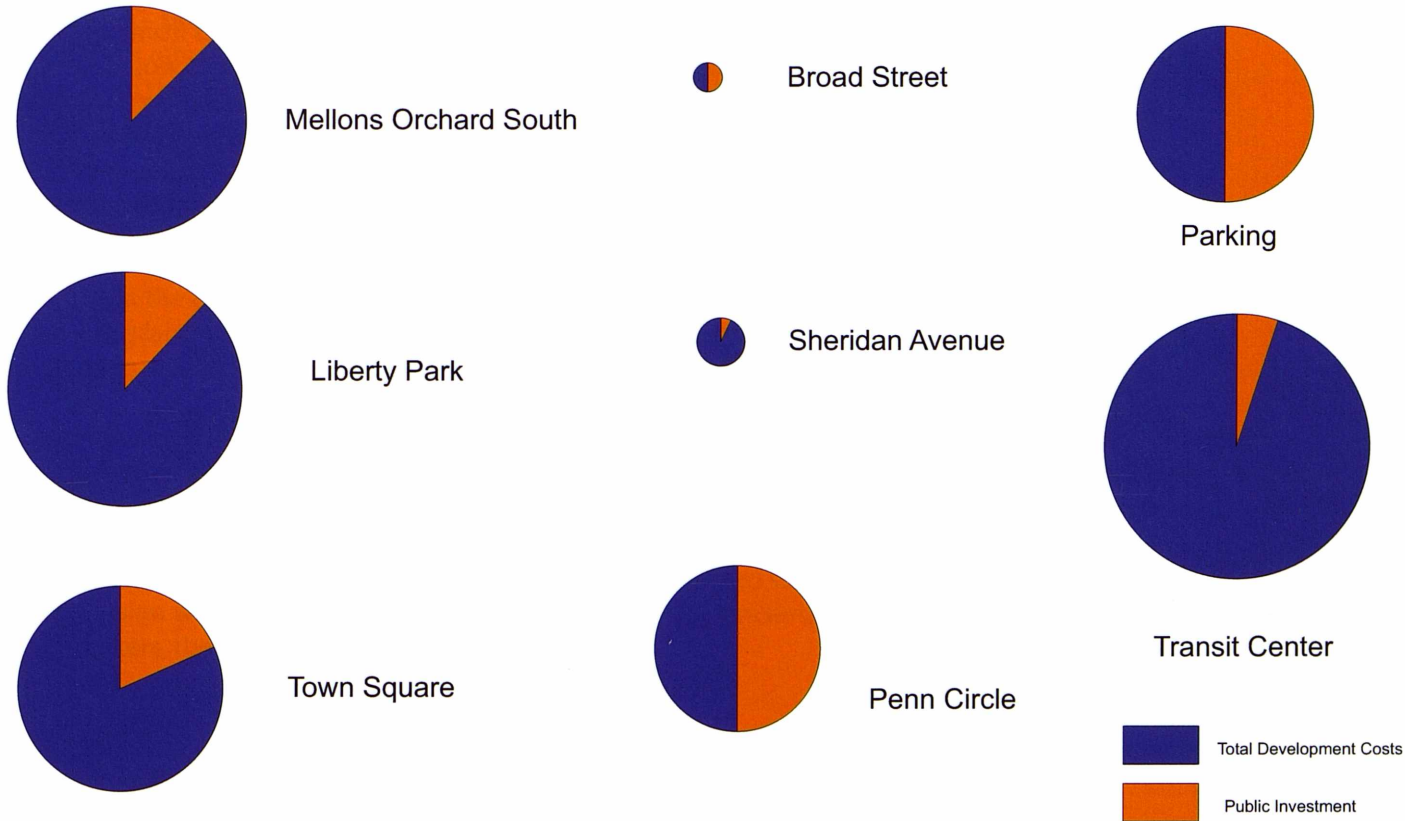 Mellons Orchard South
Broad Street
Parking
Liberty Park
Sheridan Avenue
Transit Center
Town Square
Penn Circle
Total Development Costs
Public Investment